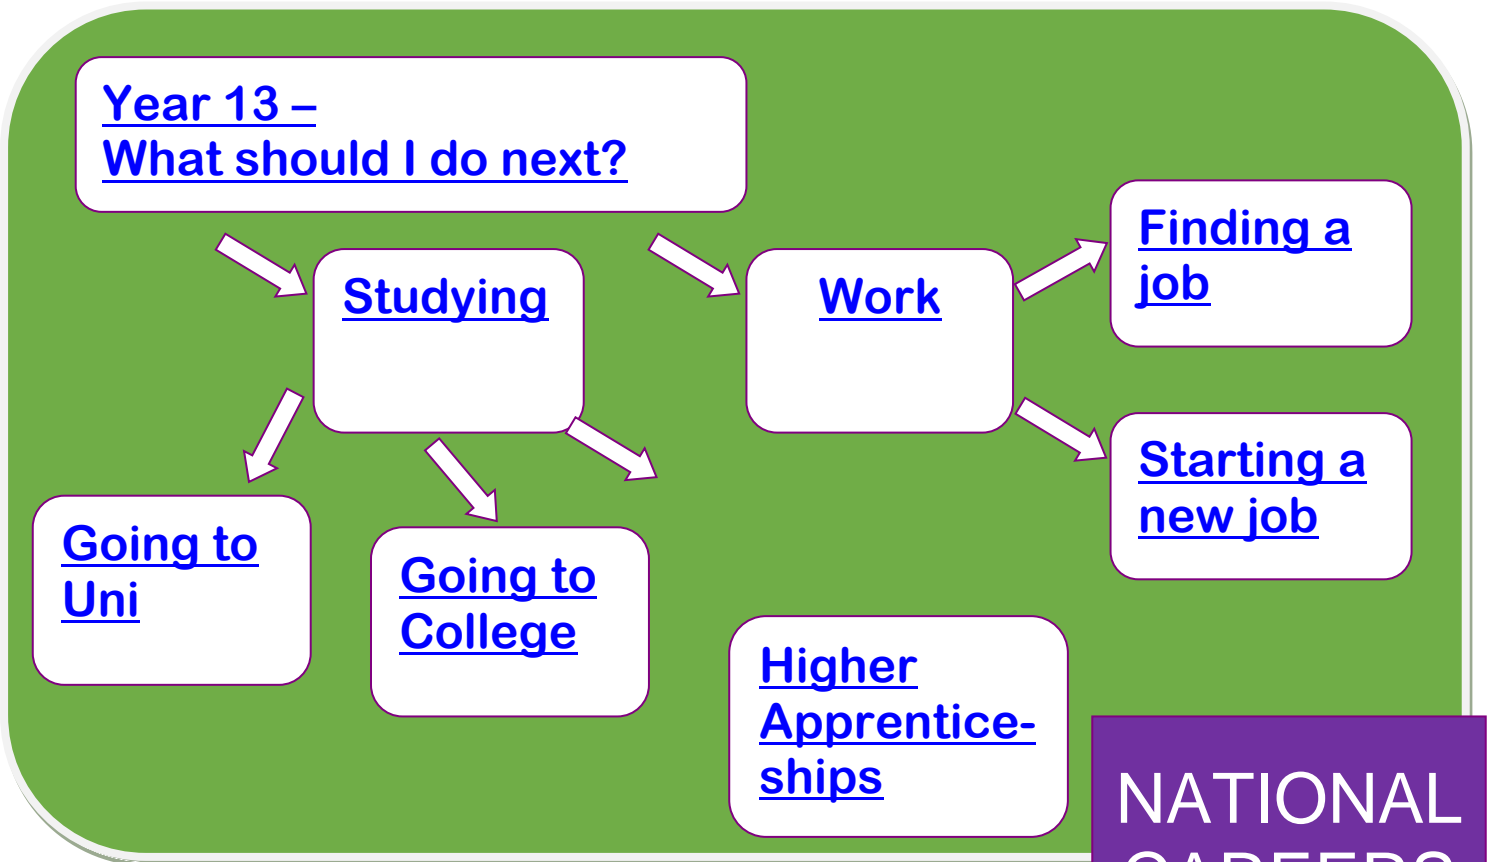 Year 13 –
What should I do next?
Studying
Work
Finding a
job
Starting a
new job
Going to
Uni
Going to
College
Higher
Apprentice-
ships
NATIONAL
CAREERS